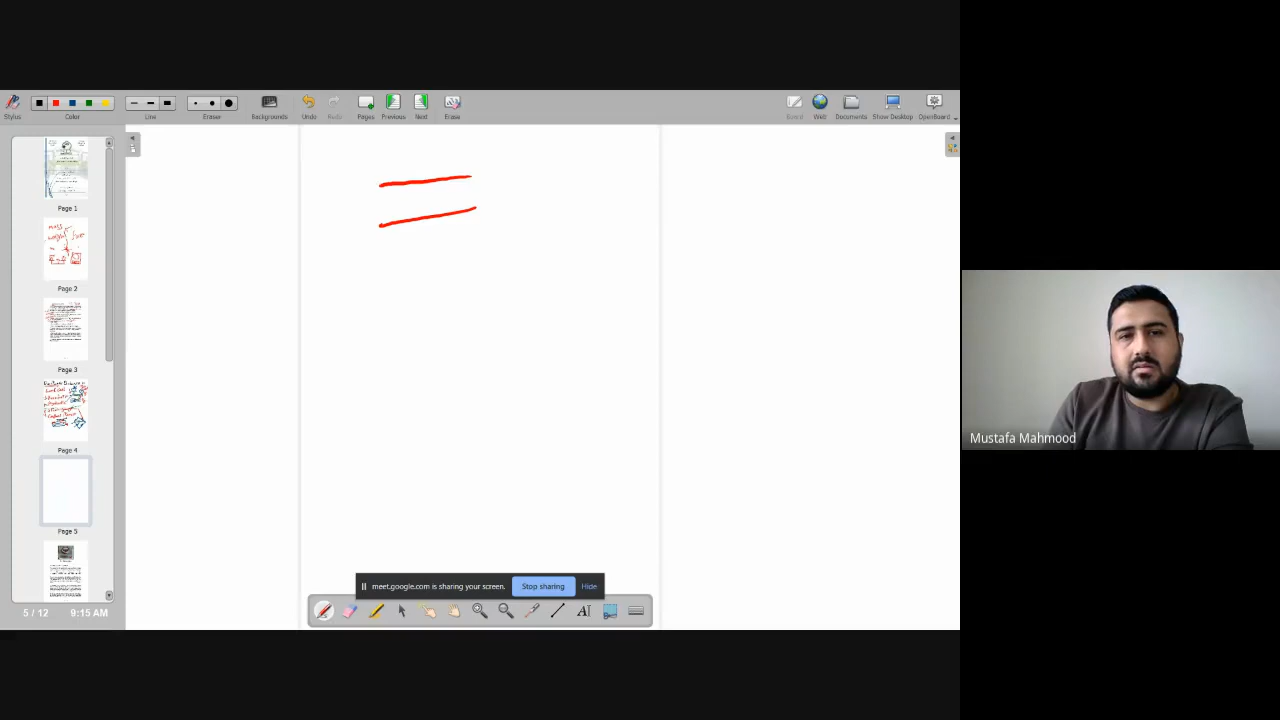 Stylus
Color
Line
Eraser
Backgrounds
Undo
Redo
Pages
Previous
Next
Erase
Board
Web
Documents
Show Desktop
OpenBoard
Page 1
mass
weight
Page 2
Page 3
Page 4
Page 5
5 / 12
9:15 AM
meet.google.com is sharing your screen.
Stop sharing
Hide
Mustafa Mahmood